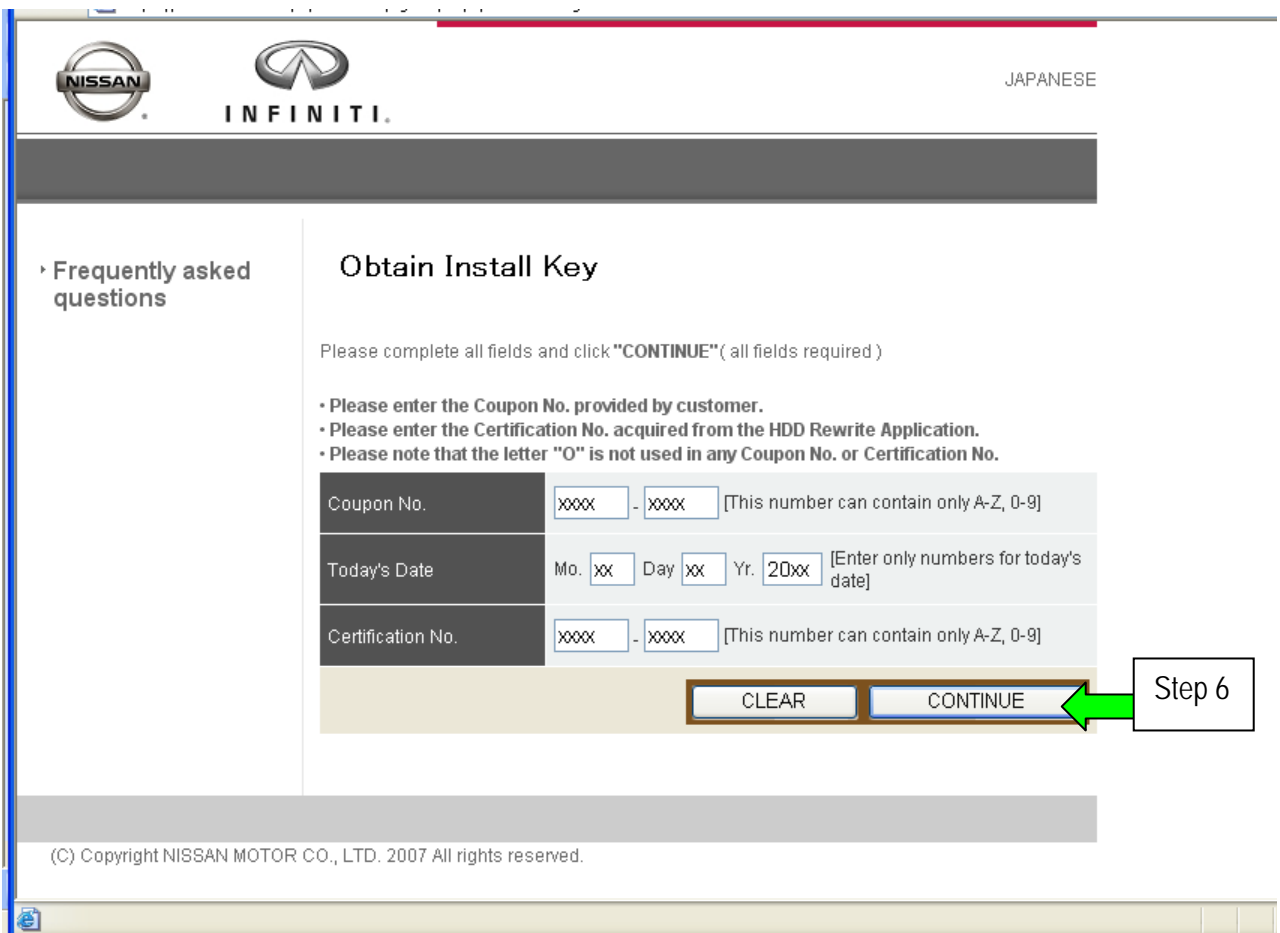 NISSAN
INFINITI.
JAPANESE
Frequently asked
questions
Obtain Install Key
Please complete all fields and click "CONTINUE"( all fields required )
• Please enter the Coupon No. provided by customer.
• Please enter the Certification No. acquired from the HDD Rewrite Application.
• Please note that the letter "O" is not used in any Coupon No. or Certification No.
Coupon No. xxxx - xxxx [This number can contain only A-Z, 0-9]
Today's Date Mo. xx Day xx Yr. 20xx [Enter only numbers for today's
date]
Certification No. xxxx - xxxx [This number can contain only A-Z, 0-9]
CLEAR CONTINUE Step 6
(C) Copyright NISSAN MOTOR CO., LTD. 2007 All rights reserved.